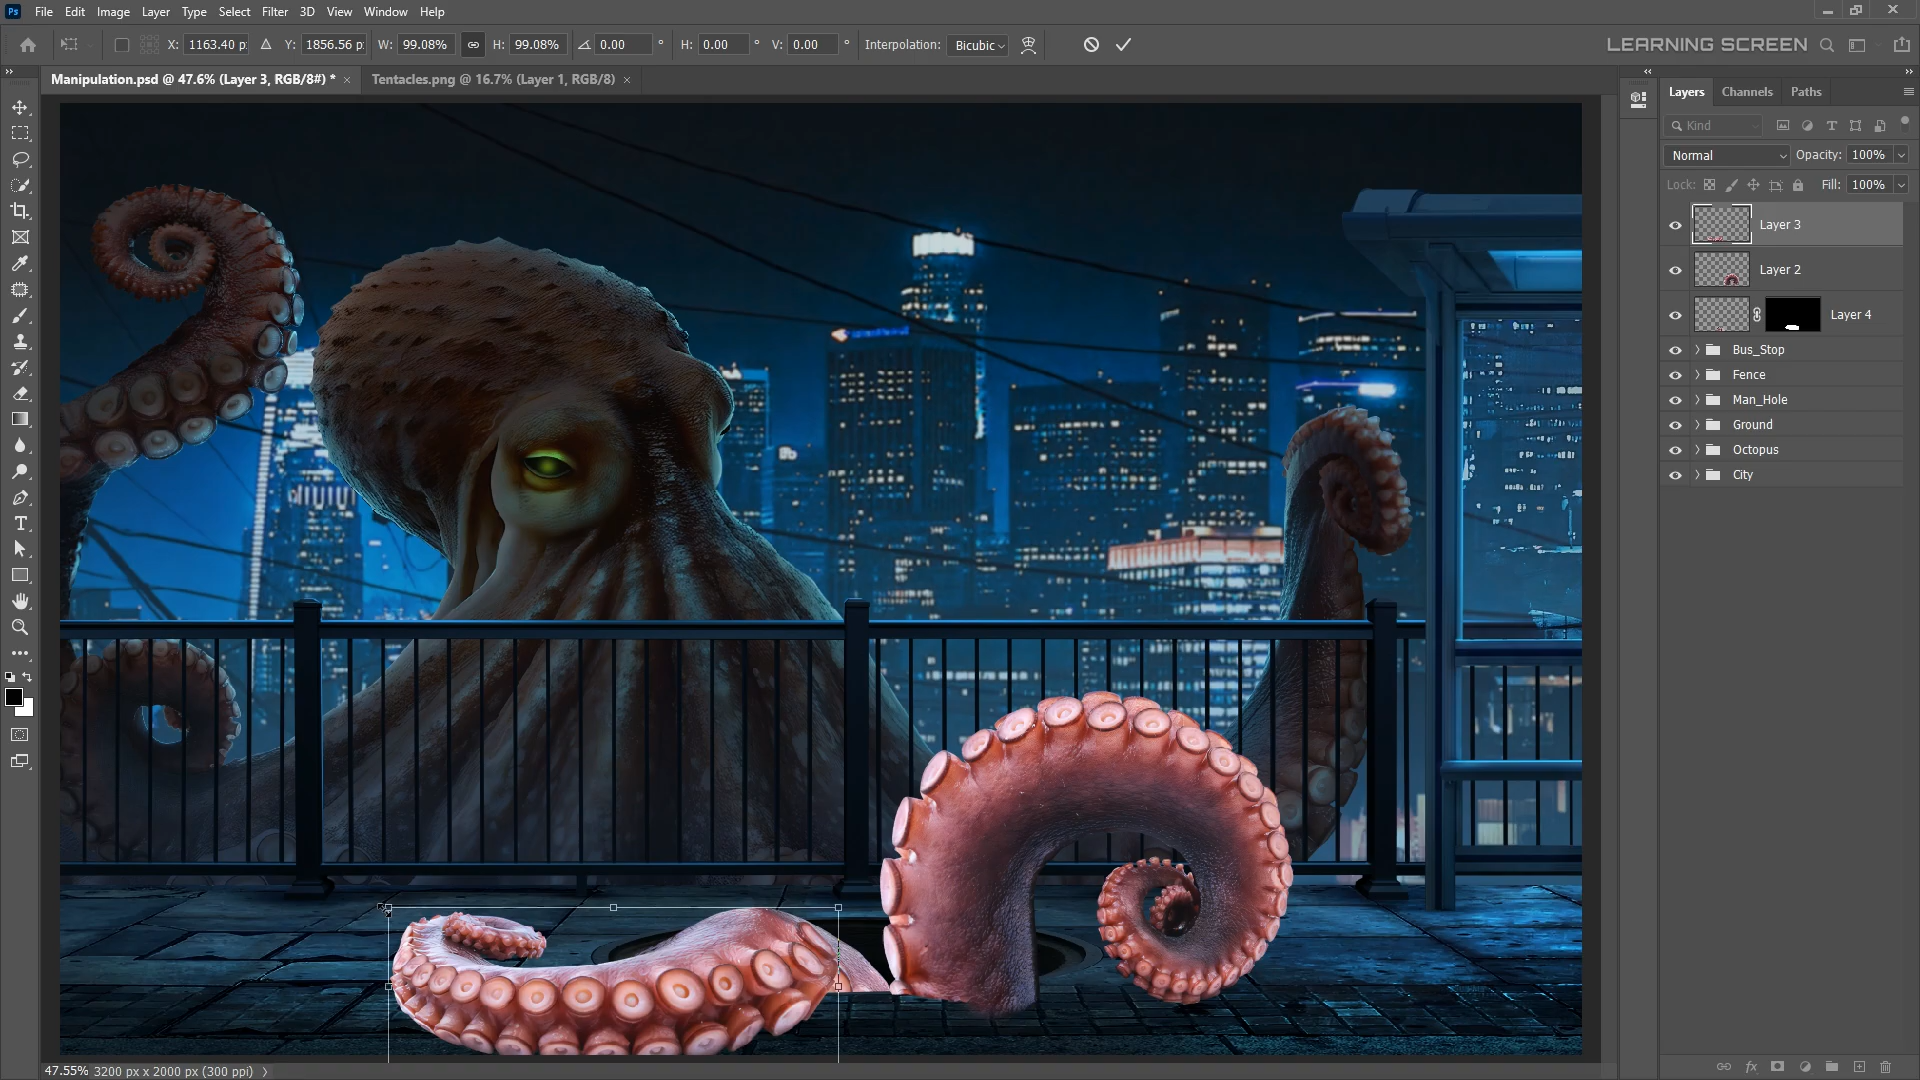 Ps File Edit Image Layer Type Select Filter 3D View Window Help
X: 1163.40 p Y: 1856.56 p W: 99.08% H: 99.08% 0.00 ° H: 0.00 ° V: 0.00 ° Interpolation: Bicubic LEARNING SCREEN
Manipulation.psd @ 47.6% (Layer 3, RGB/8#) * × Tentacles.png @ 16.7% (Layer 1, RGB/8) ×
Layers Channels Paths
Kind
Normal Opacity: 100%
Lock: Fill: 100%
Layer 3
Layer 2
Layer 4
Bus_Stop
Fence
Man_Hole
Ground
Octopus
City
47.55% 3200 px x 2000 px (300 ppi)